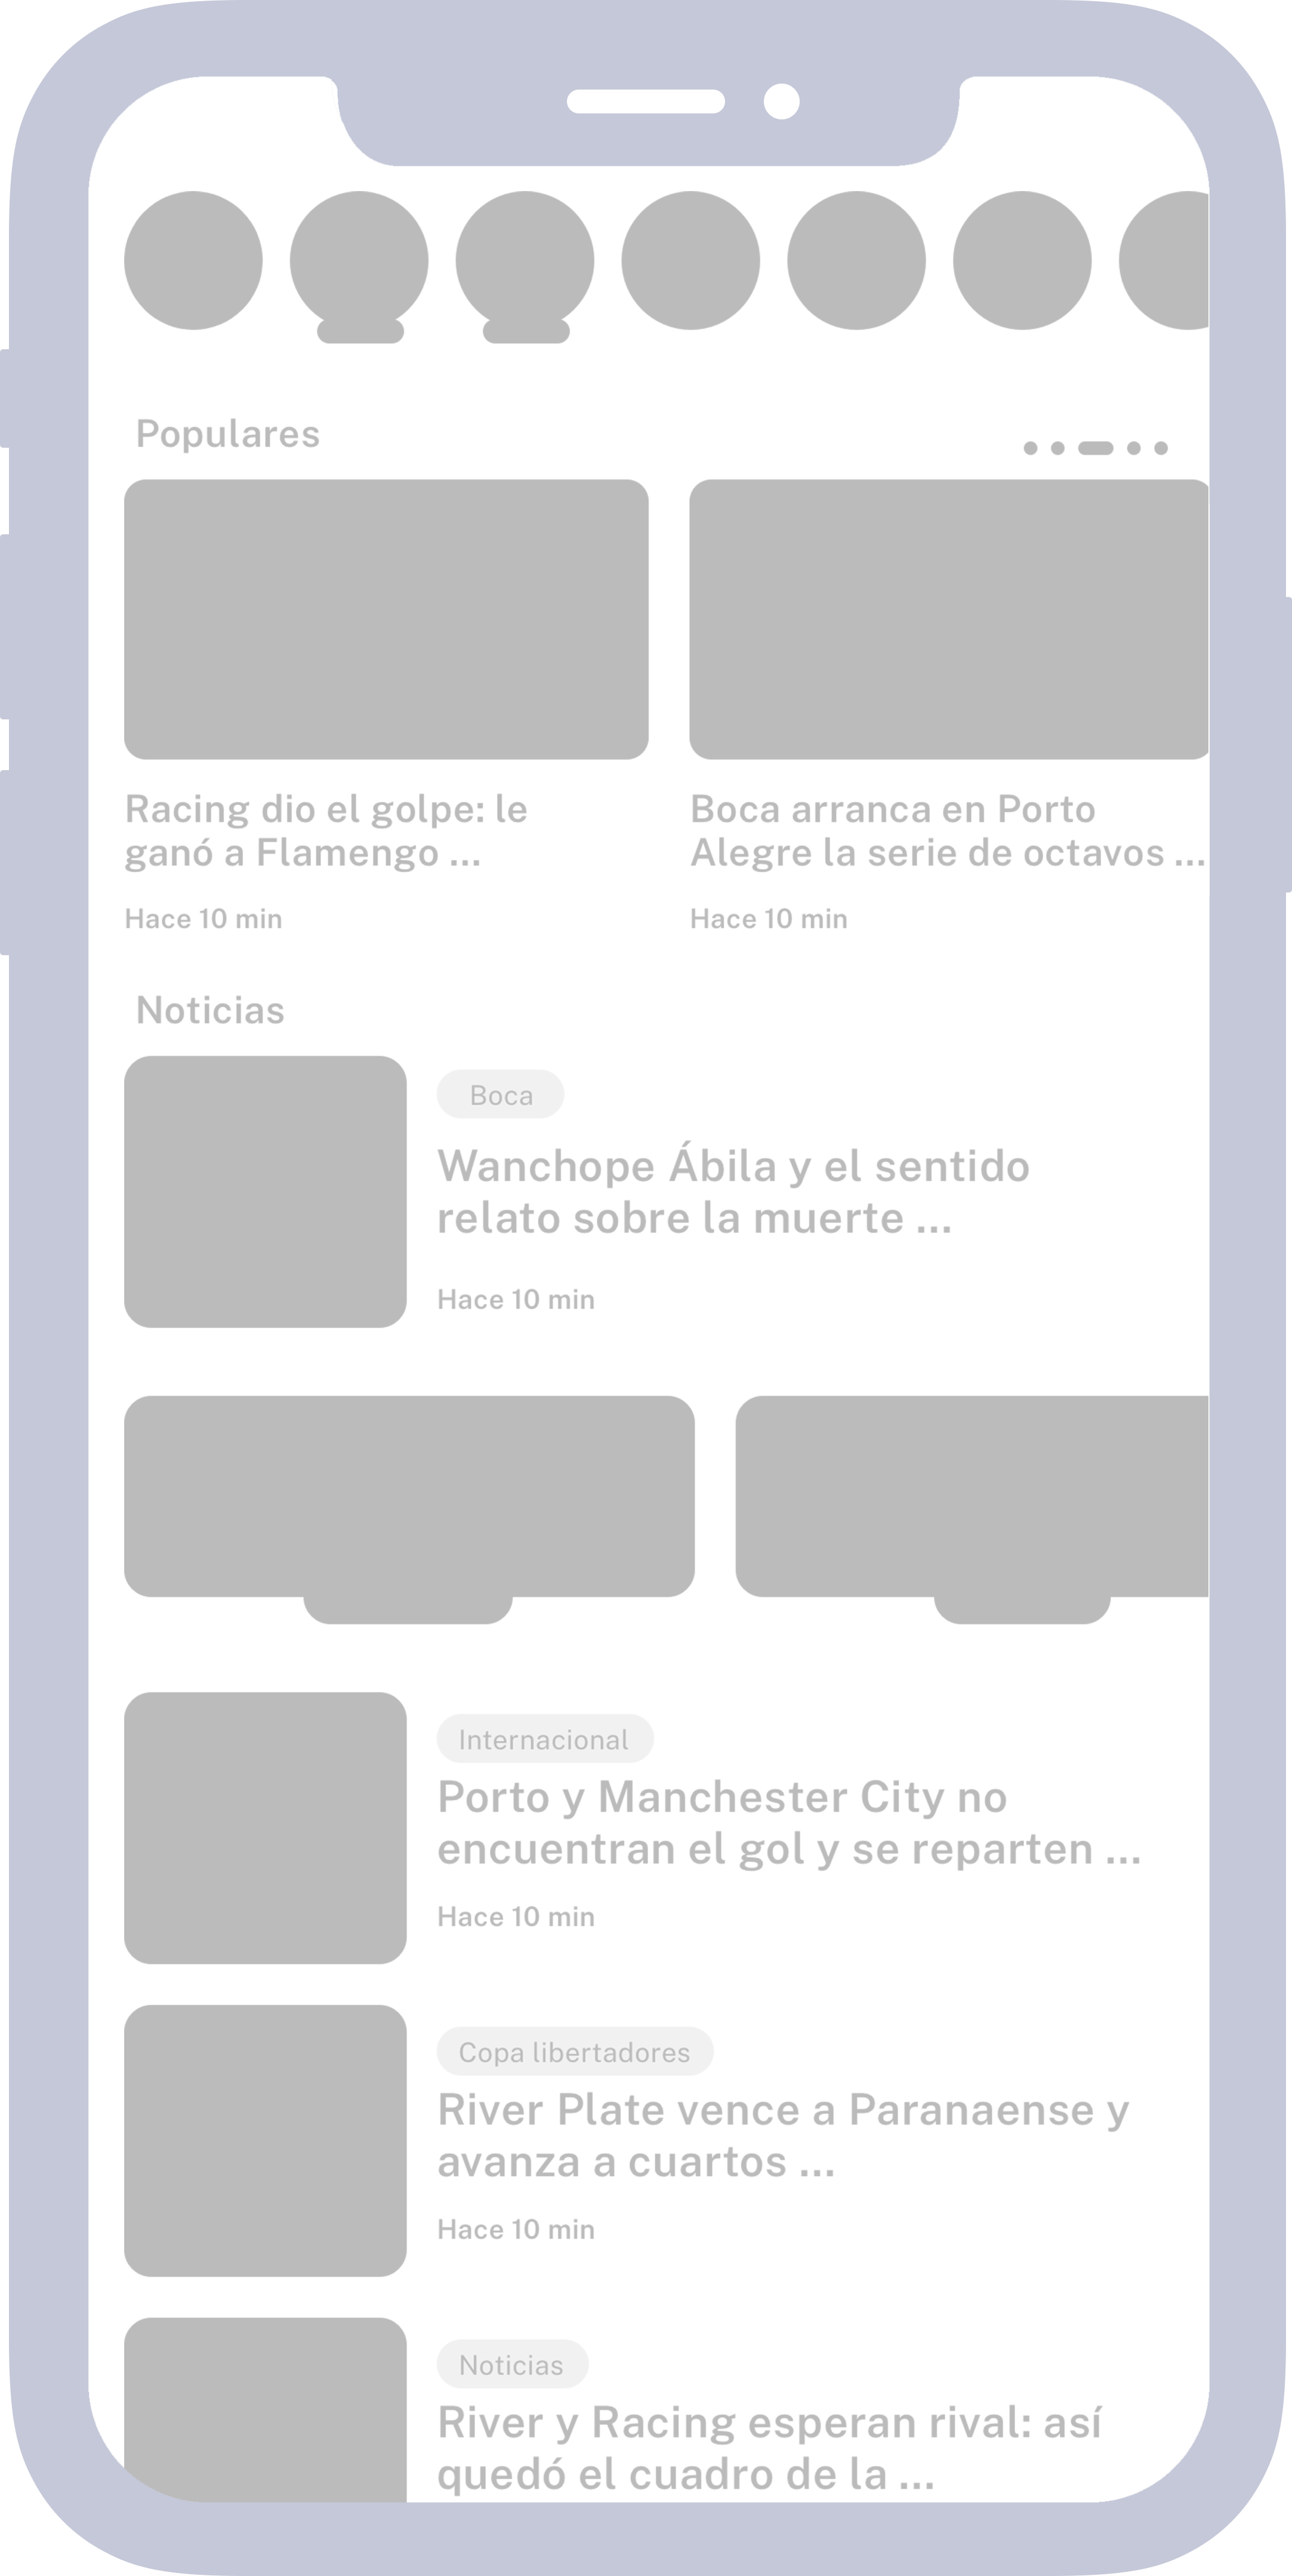 Populares
Racing dio el golpe: le
ganó a Flamengo ...
Hace 10 min
Boca arranca en Porto
Alegre la serie de octavos ...
Hace 10 min
Noticias
Boca
Wanchope Ábila y el sentido
relato sobre la muerte ...
Hace 10 min
Internacional
Porto y Manchester City no
encuentran el gol y se reparten ...
Hace 10 min
Copa libertadores
River Plate vence a Paranaense y
avanza a cuartos ...
Hace 10 min
Noticias
River y Racing esperan rival: así
quedó el cuadro de la ...